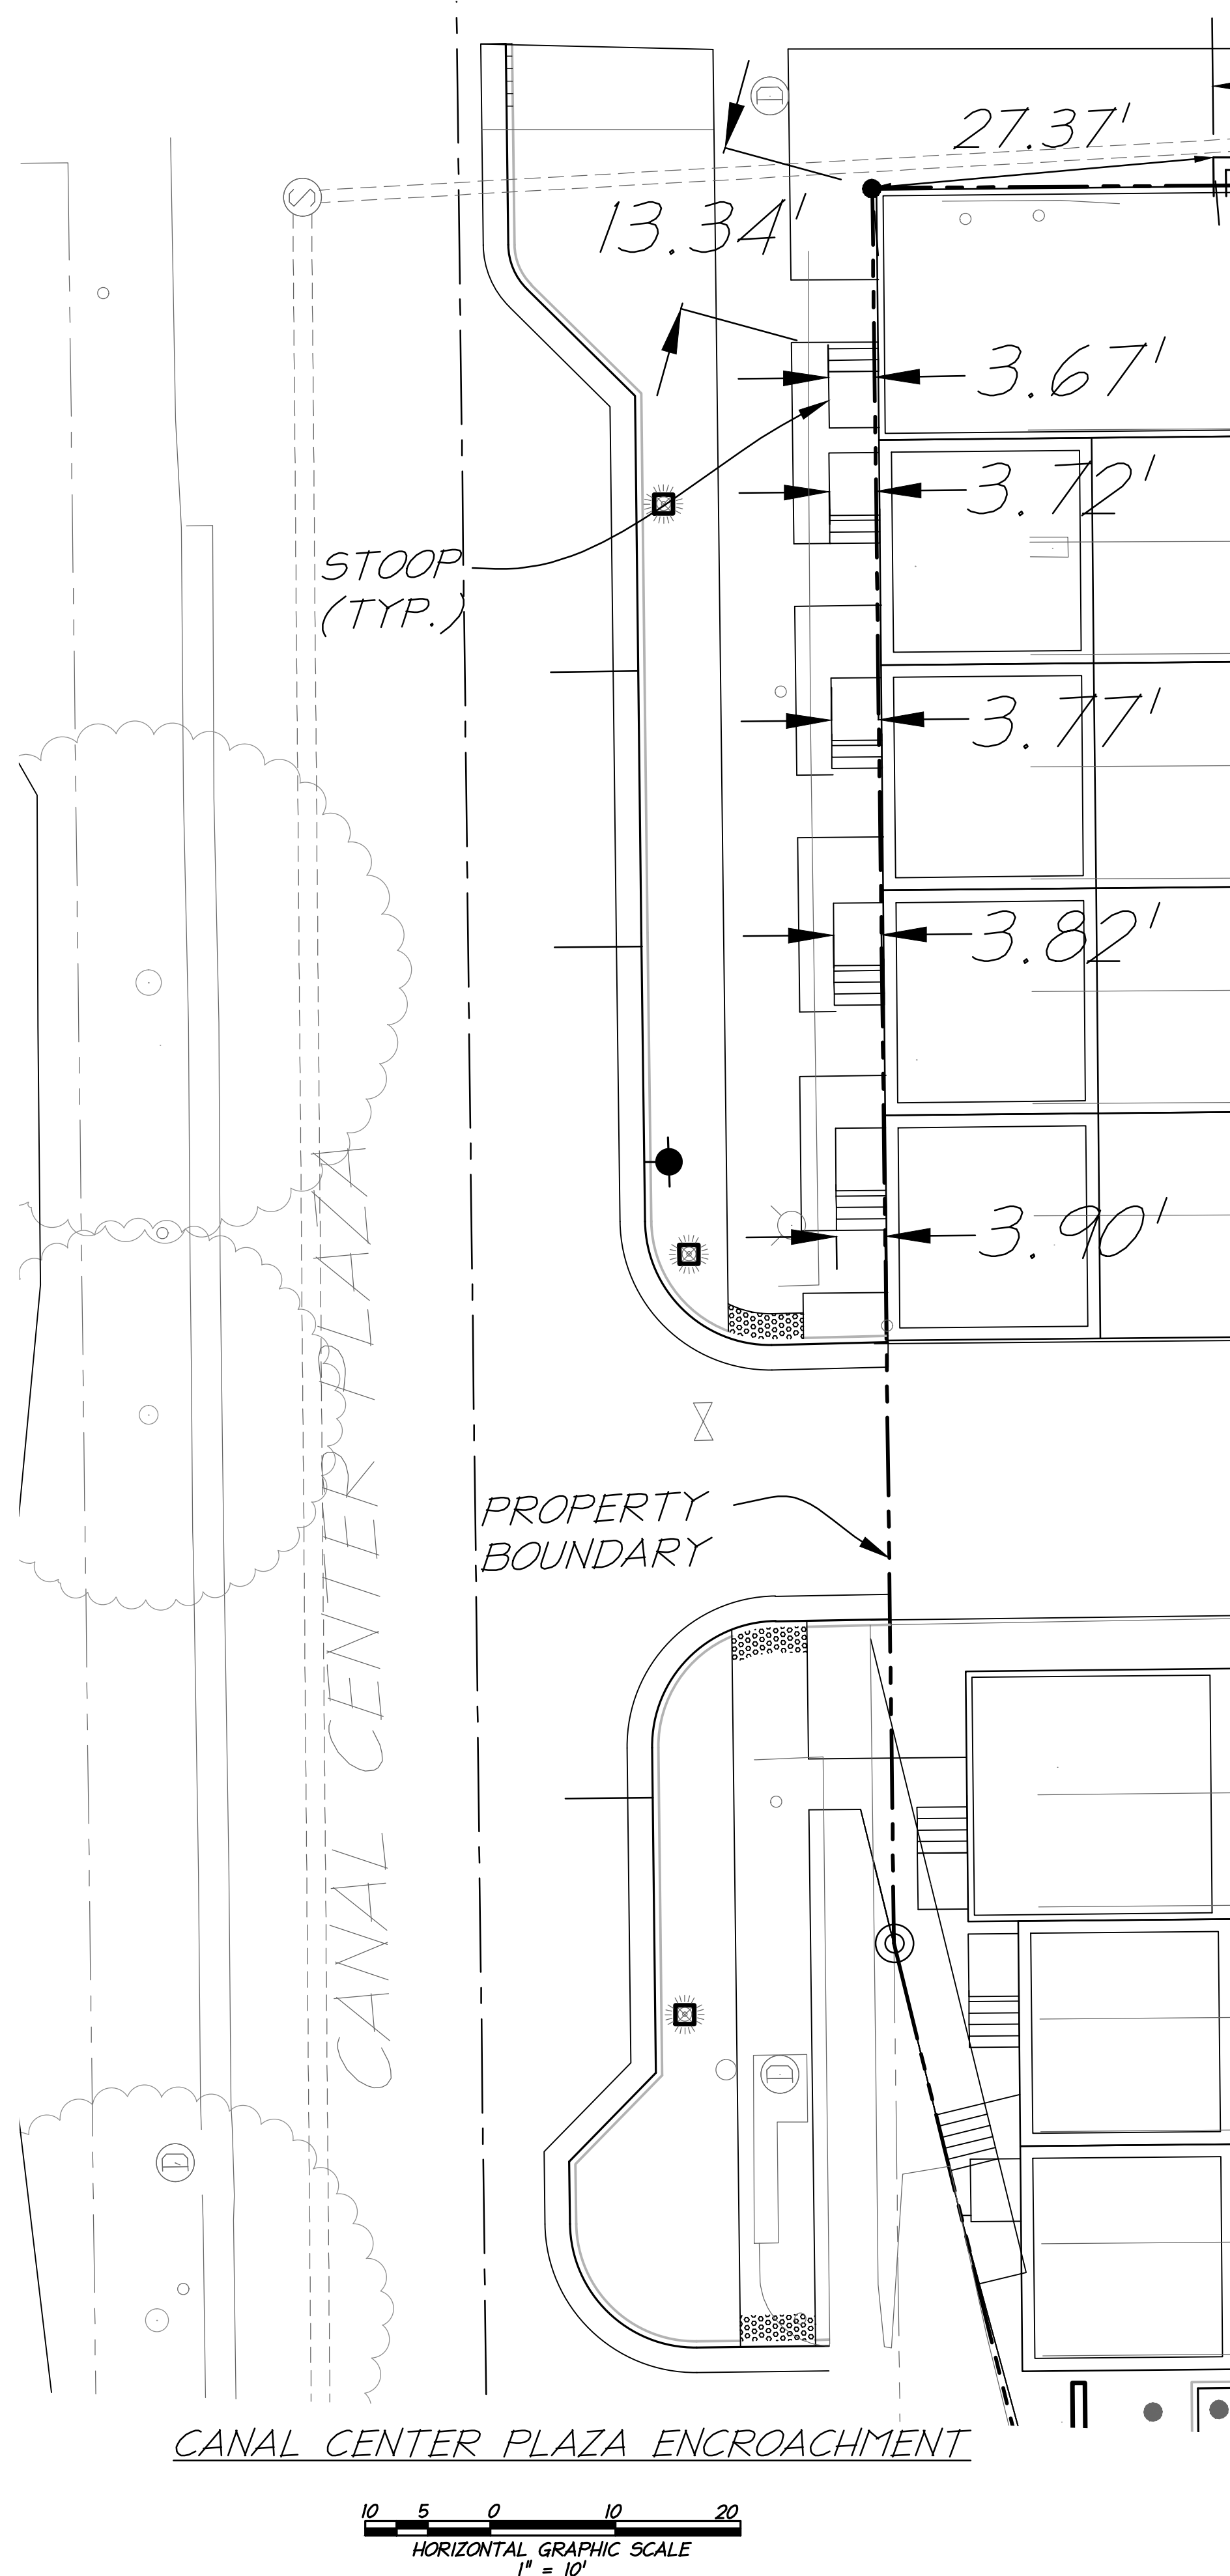 27.37'
13.34'
3.67'
3.72'
STOOP
(TYP.)
3.77'
3.82'
3.90'
CANAL CENTER PLAZA
PROPERTY
BOUNDARY
D
S
D
D
CANAL CENTER PLAZA ENCROACHMENT
10 5 0 10 20
HORIZONTAL GRAPHIC SCALE
1" = 10'